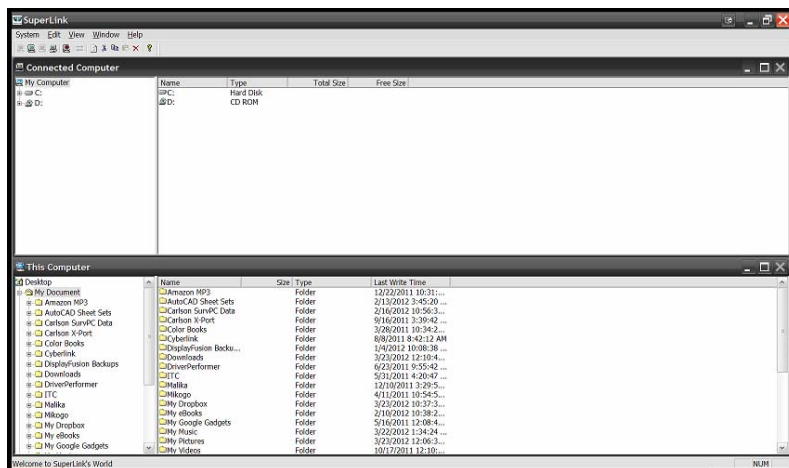 SuperLink
System Edit View Window Help
Connected Computer
My Computer
C:
D:
Name Type Total Size Free Size
C: Hard Disk
D: CD ROM
This Computer
Desktop
My Document
Amazon MP3
AutoCAD Sheet Sets
Carlson SurvPC Data
Carlson X-Port
Color Books
Cyberlink
DisplayFusion Backups
Downloads
DriverPerformer
ITC
Malika
Mikogo
My Dropbox
My eBooks
My Google Gadgets
Name Size Type Last Write Time
Amazon MP3 Folder 12/22/2011 10:31:...
AutoCAD Sheet Sets Folder 2/13/2012 3:45:20 ...
Carlson SurvPC Data Folder 2/16/2012 10:56:3...
Carlson X-Port Folder 9/16/2011 3:39:42 ...
Color Books Folder 3/28/2011 10:34:2...
Cyberlink Folder 8/8/2011 8:42:12 AM
DisplayFusion Backu... Folder 1/4/2012 10:08:38 ...
Downloads Folder 3/23/2012 12:10:4...
DriverPerformer Folder 6/23/2011 9:55:42 ...
ITC Folder 5/31/2011 4:20:47 ...
Malika Folder 12/10/2011 3:29:5...
Mikogo Folder 4/11/2011 10:54:5...
My Dropbox Folder 3/23/2012 10:37:3...
My eBooks Folder 2/10/2012 10:38:2...
My Google Gadgets Folder 5/16/2011 12:08:4...
My Music Folder 3/22/2012 1:34:24 ...
My Pictures Folder 3/23/2012 12:06:3...
My Videos Folder 10/17/2011 12:10:...
Welcome to SuperLink's World NUM